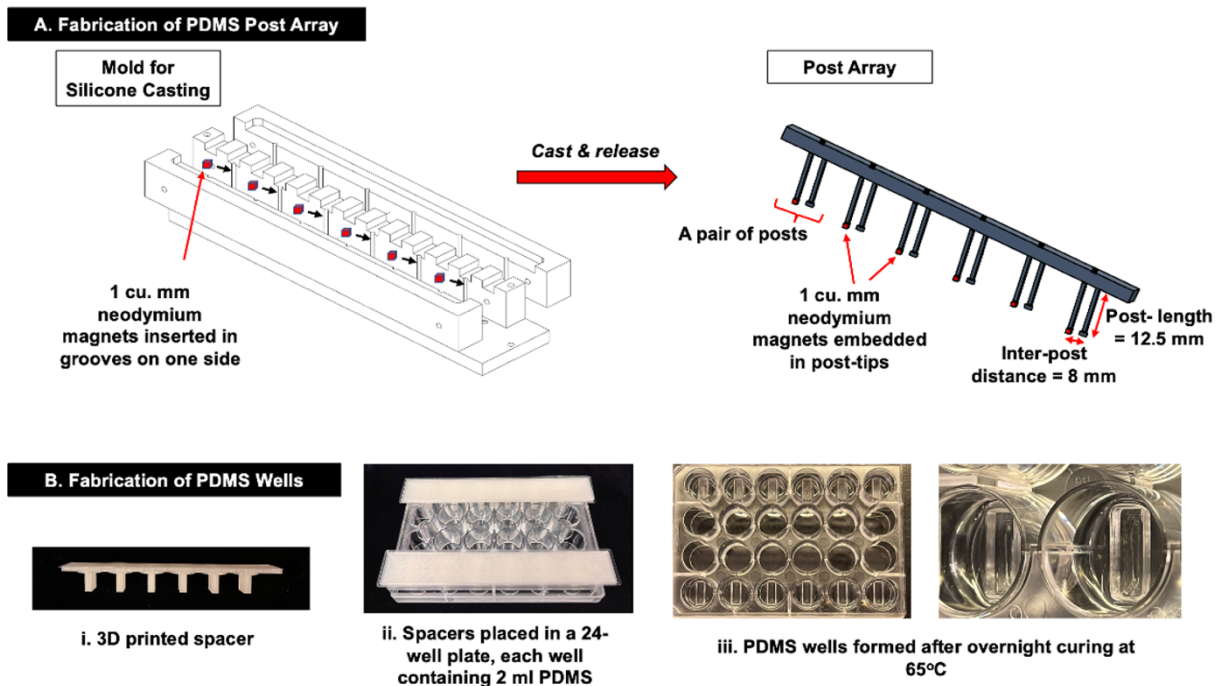 A. Fabrication of PDMS Post Array
Mold for
Silicone Casting
Post Array
Cast & release
A pair of posts
1 cu. mm
neodymium
magnets inserted in
grooves on one side
1 cu. mm
neodymium
magnets embedded
in post-tips
Post- length
= 12.5 mm
Inter-post
distance = 8 mm
B. Fabrication of PDMS Wells
i. 3D printed spacer
ii. Spacers placed in a 24-
well plate, each well
containing 2 ml PDMS
iii. PDMS wells formed after overnight curing at
65ºC